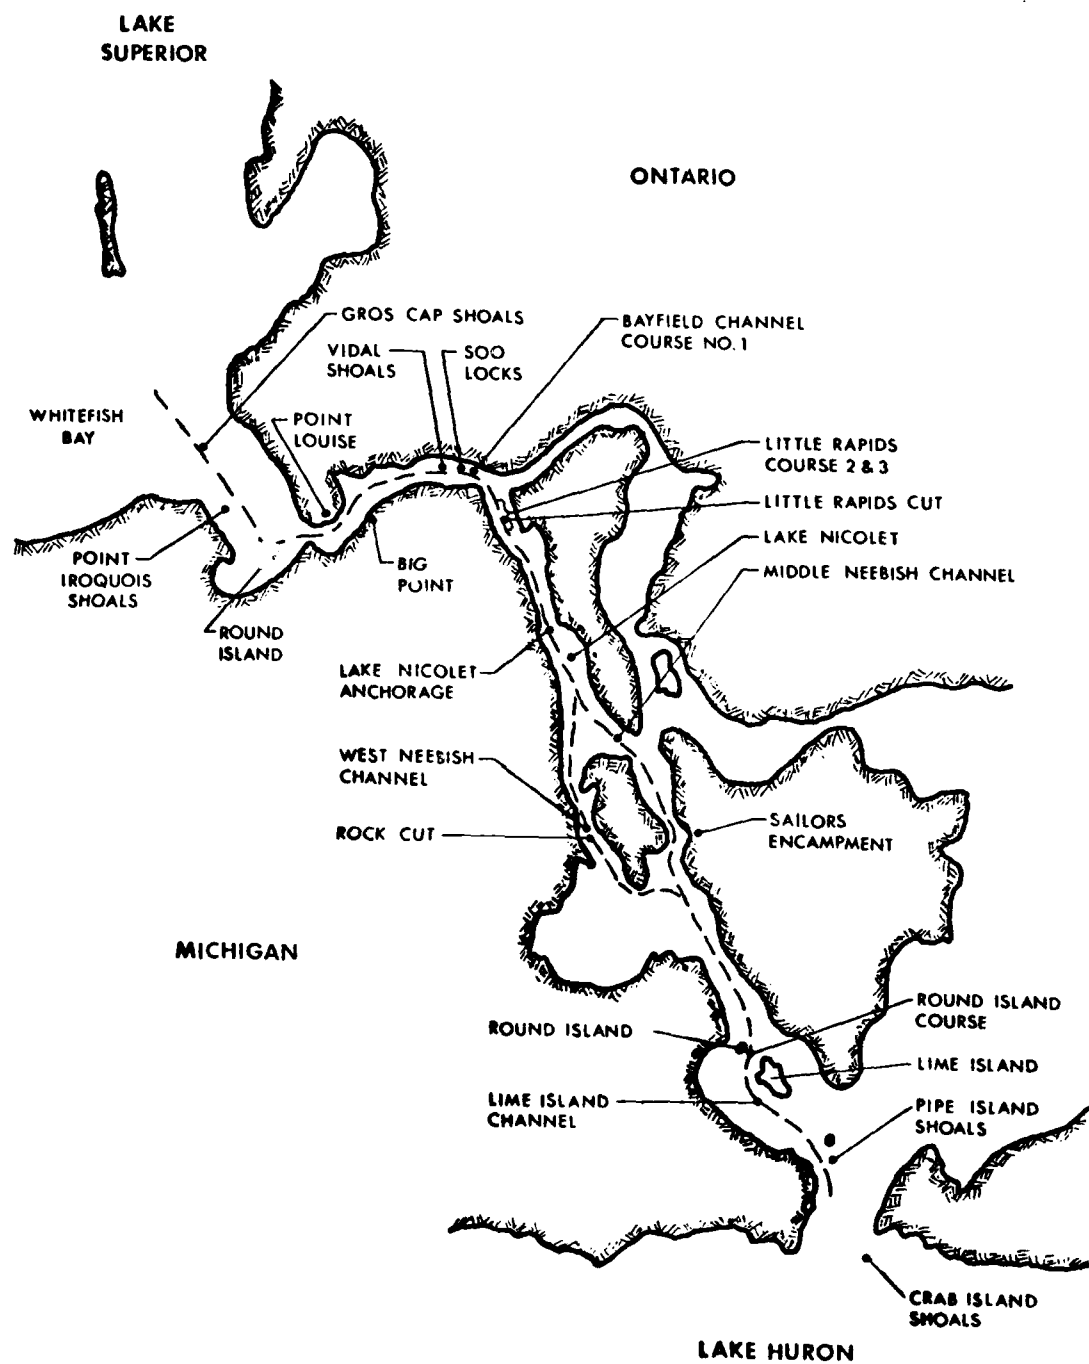 LAKE
SUPERIOR
ONTARIO
GROS CAP SHOALS
BAYFIELD CHANNEL
COURSE NO. 1
VIDAL
SHOALS
SOO
LOCKS
WHITEFISH
BAY
POINT
LOUISE
LITTLE RAPIDS
COURSE 2 & 3
LITTLE RAPIDS CUT
LAKE NICOLET
MIDDLE NEEBISH CHANNEL
POINT
IROQUOIS
SHOALS
BIG
POINT
ROUND
ISLAND
LAKE NICOLET
ANCHORAGE
WEST NEEBISH
CHANNEL
ROCK CUT
SAILORS
ENCAMPMENT
MICHIGAN
ROUND ISLAND
COURSE
ROUND ISLAND
LIME ISLAND
LIME ISLAND
CHANNEL
PIPE ISLAND
SHOALS
CRAB ISLAND
SHOALS
LAKE HURON